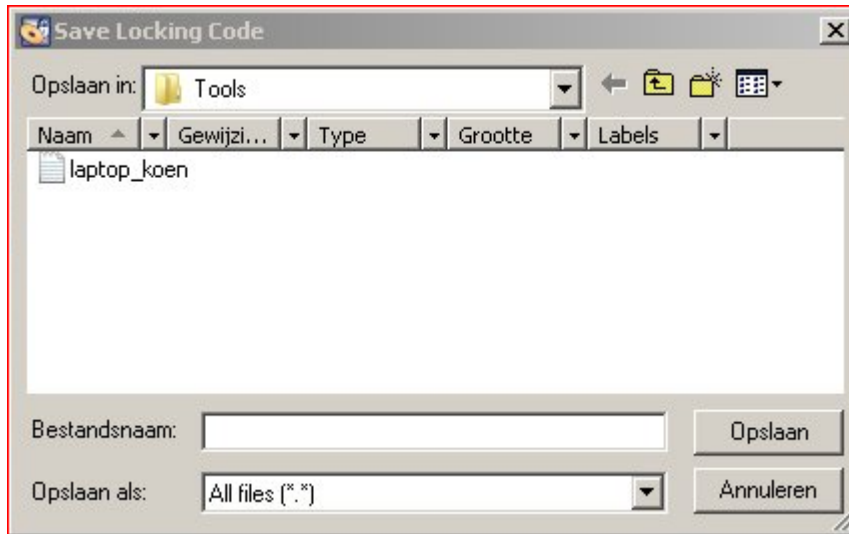 Save Locking Code
Opslaan in: Tools
Naam Gewijzi... Type Grootte Labels
laptop_koen
Bestandsnaam: Opslaan
Opslaan als: All files (*.*) Annuleren